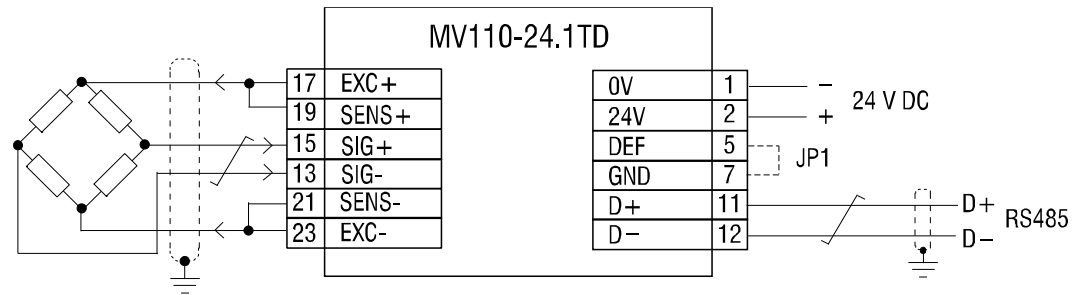 MV110-24.1TD
17 EXC+
19 SENS+
15 SIG+
13 SIG-
21 SENS-
23 EXC-
0V 1 −
24V 2 +
24 V DC
DEF 5
GND 7
JP1
D+ 11 D+
D− 12 D−
RS485